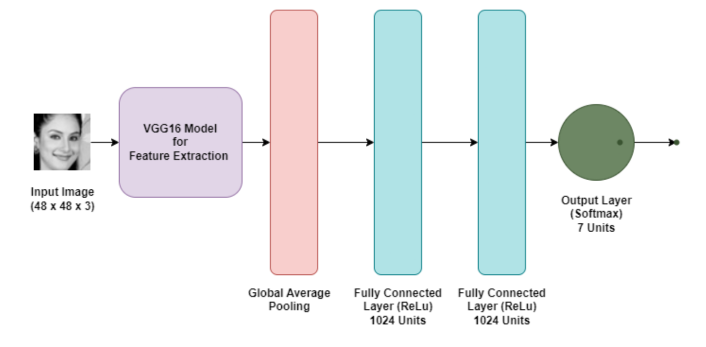 VGG16 Model
for
Feature Extraction
Input Image
(48 x 48 x 3)
Global Average
Pooling
Fully Connected
Layer (ReLu)
1024 Units
Fully Connected
Layer (ReLu)
1024 Units
Output Layer
(Softmax)
7 Units